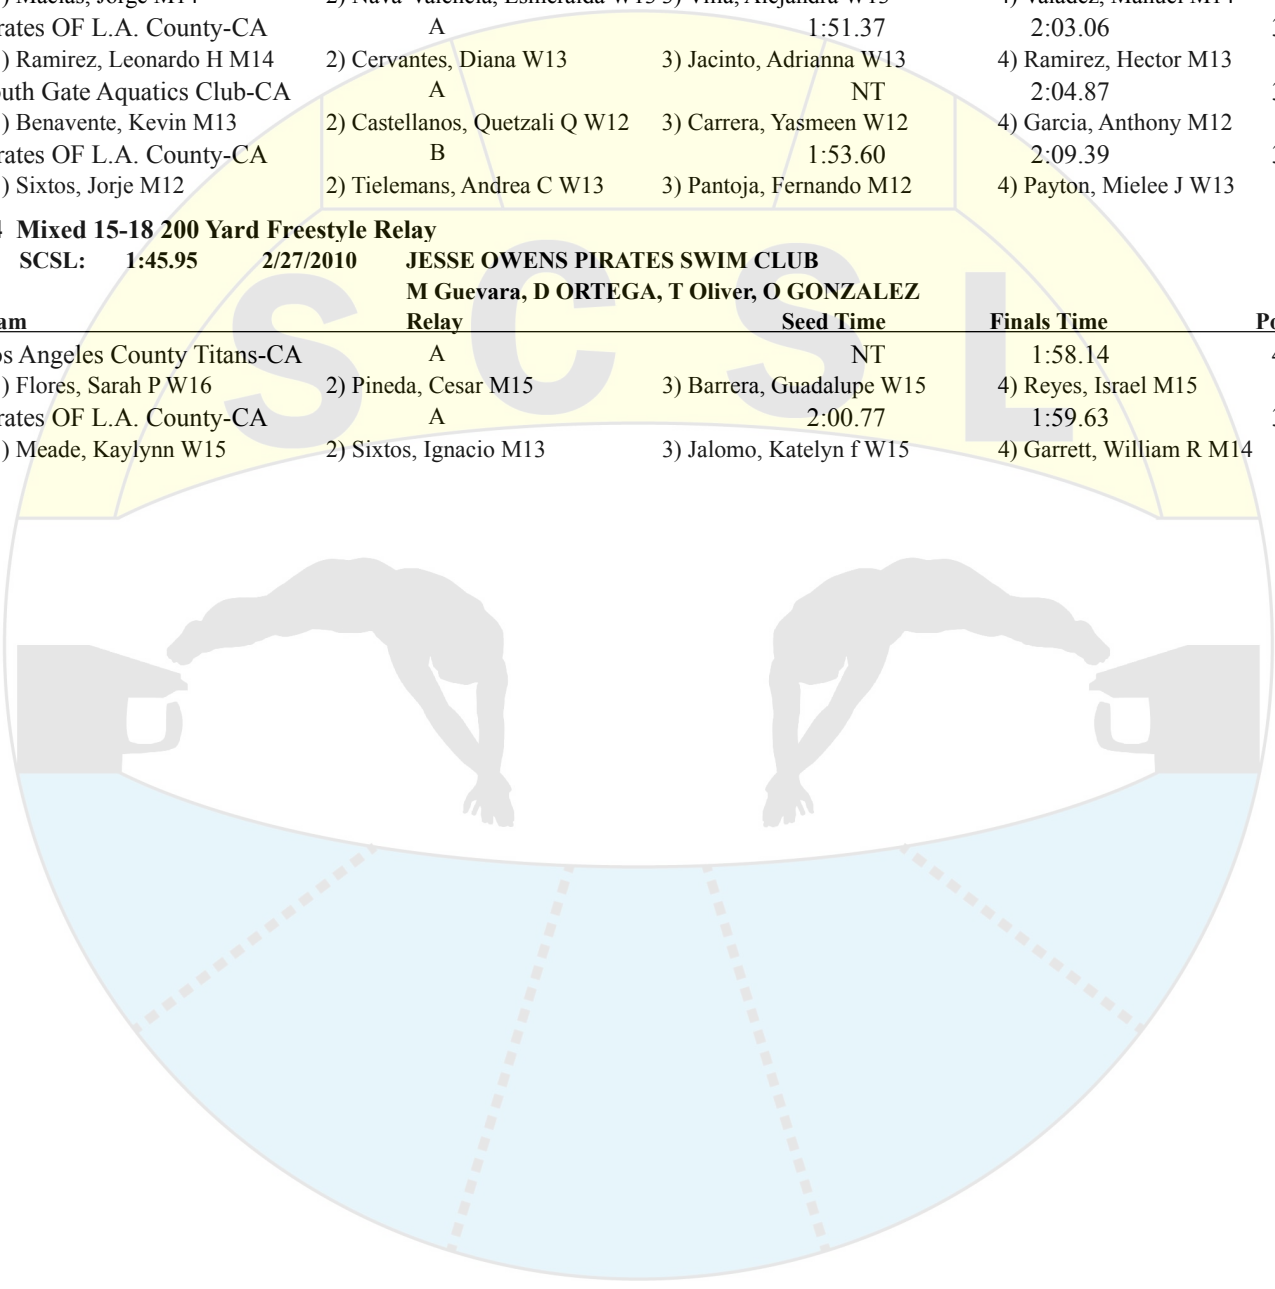 rates OF L.A. County-CA A 1:51.37 2:03.06
) Ramirez, Leonardo H M14 2) Cervantes, Diana W13 3) Jacinto, Adrianna W13 4) Ramirez, Hector M13
outh Gate Aquatics Club-CA A NT 2:04.87
) Benavente, Kevin M13 2) Castellanos, Quetzali Q W12 3) Carrera, Yasmeen W12 4) Garcia, Anthony M12
rates OF L.A. County-CA B 1:53.60 2:09.39
) Sixtos, Jorje M12 2) Tielemans, Andrea C W13 3) Pantoja, Fernando M12 4) Payton, Mielee J W13
Mixed 15-18 200 Yard Freestyle Relay
SCSL: 1:45.95 2/27/2010 JESSE OWENS PIRATES SWIM CLUB
M Guevara, D ORTEGA, T Oliver, O GONZALEZ
am Relay Seed Time Finals Time Po
os Angeles County Titans-CA A NT 1:58.14
) Flores, Sarah P W16 2) Pineda, Cesar M15 3) Barrera, Guadalupe W15 4) Reyes, Israel M15
rates OF L.A. County-CA A 2:00.77 1:59.63
) Meade, Kaylynn W15 2) Sixtos, Ignacio M13 3) Jalomo, Katelyn f W15 4) Garrett, William R M14
S C S L